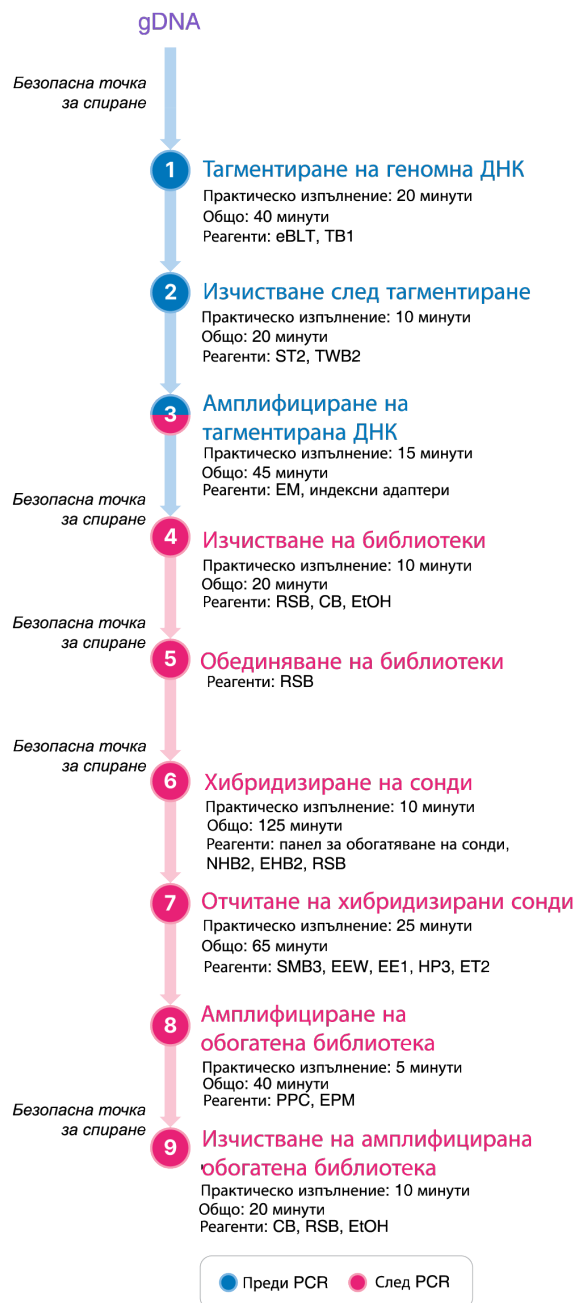 gDNA
Безопасна точка
за спиране
1
Тагментиране на геномна ДНК
Практическо изпълнение: 20 минути
Общо: 40 минути
Реагенти: eBLT, TB1
2
Изчистване след тагментиране
Практическо изпълнение: 10 минути
Общо: 20 минути
Реагенти: ST2, TWB2
3
Амплифициране на
тагментирана ДНК
Практическо изпълнение: 15 минути
Общо: 45 минути
Реагенти: EM, индексни адаптери
Безопасна точка
за спиране
4
Изчистване на библиотеки
Практическо изпълнение: 10 минути
Общо: 20 минути
Реагенти: RSB, CB, EtOH
Безопасна точка
за спиране
5
Обединяване на библиотеки
Реагенти: RSB
Безопасна точка
за спиране
6
Хибридизиране на сонди
Практическо изпълнение: 10 минути
Общо: 125 минути
Реагенти: панел за обогатяване на сонди,
NHB2, EHB2, RSB
7
Отчитане на хибридизирани сонди
Практическо изпълнение: 25 минути
Общо: 65 минути
Реагенти: SMB3, EEW, EE1, HP3, ET2
8
Амплифициране на
обогатена библиотека
Практическо изпълнение: 5 минути
Общо: 40 минути
Реагенти: PPC, EPM
Безопасна точка
за спиране
9
Изчистване на амплифицирана
обогатена библиотека
Практическо изпълнение: 10 минути
Общо: 20 минути
Реагенти: CB, RSB, EtOH
Преди PCR
След PCR